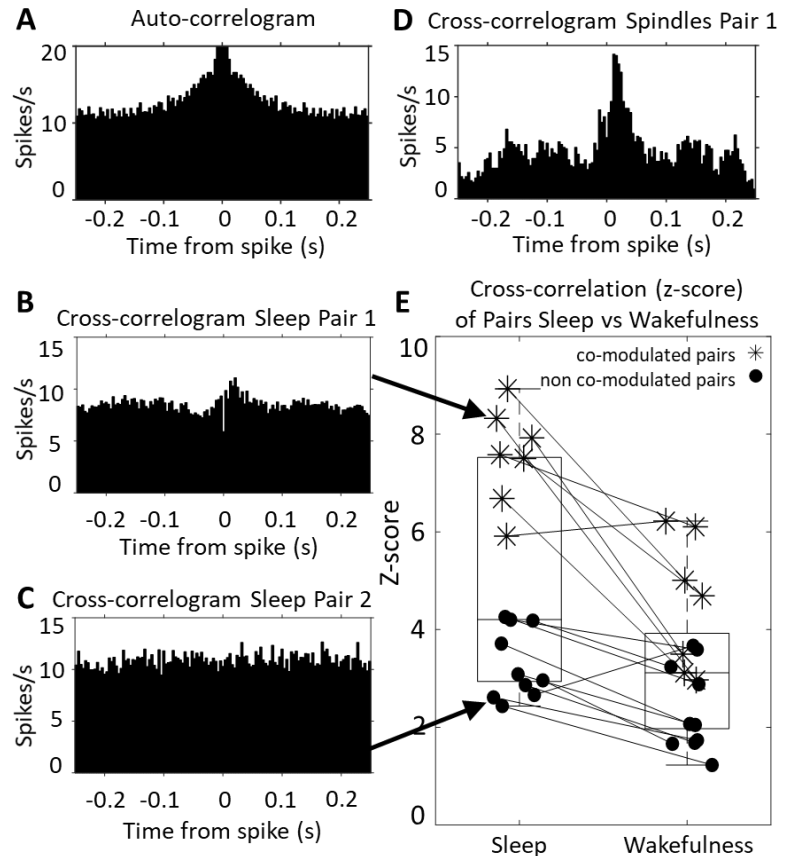 A
Auto-correlogram
20
10
0
Spikes/s
-0.2 -0.1 0 0.1 0.2
Time from spike (s)
B
Cross-correlogram Sleep Pair 1
15
10
5
0
Spikes/s
-0.2 -0.1 0 0.1 0.2
Time from spike (s)
C
Cross-correlogram Sleep Pair 2
15
10
5
0
Spikes/s
-0.2 -0.1 0 0.1 0.2
Time from spike (s)
D
Cross-correlogram Spindles Pair 1
15
10
5
0
Spikes/s
-0.2 -0.1 0 0.1 0.2
Time from spike (s)
E
Cross-correlation (z-score)
of Pairs Sleep vs Wakefulness
co-modulated pairs
non co-modulated pairs
10
8
6
4
2
0
Z-score
Sleep Wakefulness